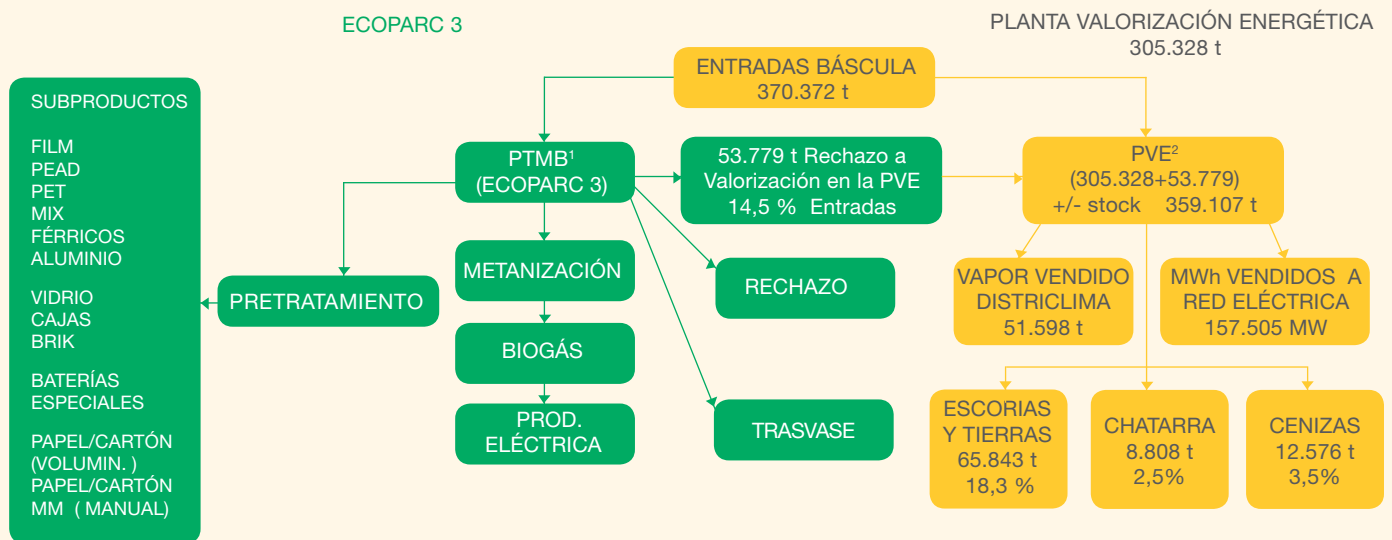 ECOPARC 3
PLANTA VALORIZACIÓN ENERGÉTICA
305.328 t
ENTRADAS BÁSCULA
370.372 t
SUBPRODUCTOS
FILM
PEAD
PET
MIX
FÉRRICOS
ALUMINIO
VIDRIO
CAJAS
BRIK
BATERÍAS
ESPECIALES
PAPEL/CARTÓN
(VOLUMIN. )
PAPEL/CARTÓN
MM ( MANUAL)
PRETRATAMIENTO
PTMB¹
(ECOPARC 3)
METANIZACIÓN
BIOGÁS
PROD.
ELÉCTRICA
53.779 t Rechazo a
Valorización en la PVE
14,5 % Entradas
RECHAZO
TRASVASE
PVE²
(305.328+53.779)
+/- stock 359.107 t
VAPOR VENDIDO
DISTRICLIMA
51.598 t
MWh VENDIDOS A
RED ELÉCTRICA
157.505 MW
ESCORIAS
Y TIERRAS
65.843 t
18,3 %
CHATARRA
8.808 t
2,5%
CENIZAS
12.576 t
3,5%